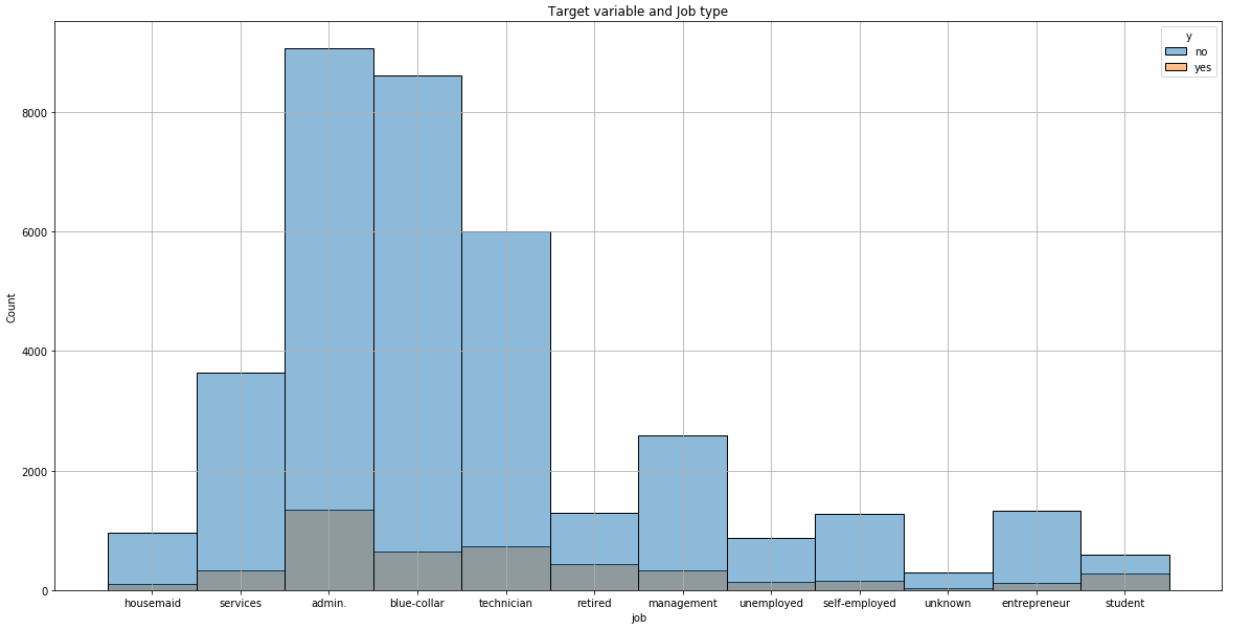 Target variable and Job type
y
no
yes
8000
6000
4000
2000
0
Count
housemaid services admin. blue-collar technician retired management unemployed self-employed unknown entrepreneur student
job